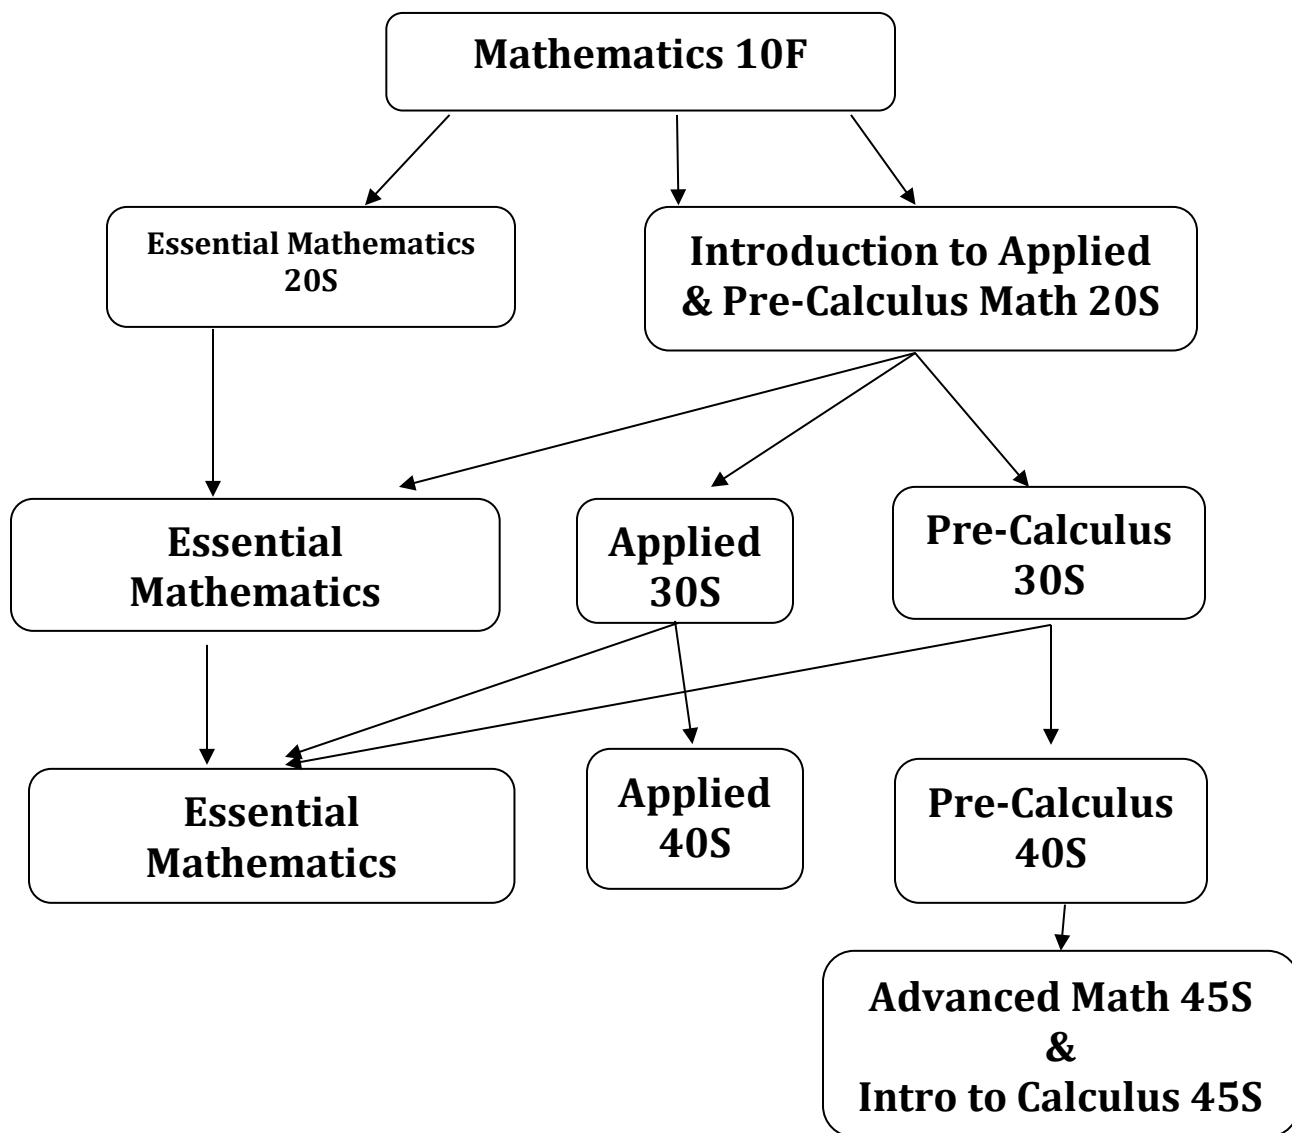 Mathematics 10F
Essential Mathematics
20S
Introduction to Applied
& Pre-Calculus Math 20S
Essential
Mathematics
Applied
30S
Pre-Calculus
30S
Essential
Mathematics
Applied
40S
Pre-Calculus
40S
Advanced Math 45S
&
Intro to Calculus 45S